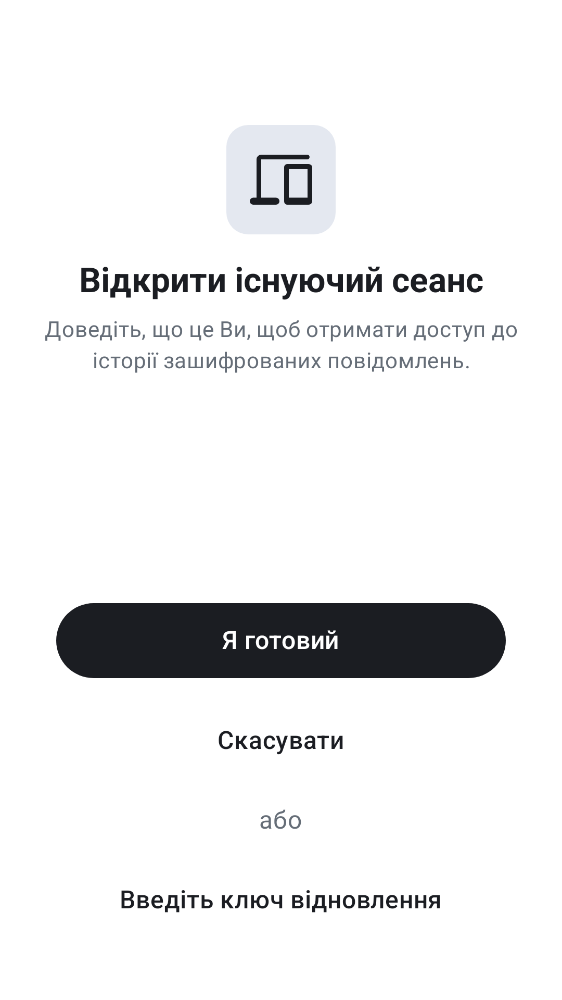 Відкрити існуючий сеанс
Доведіть, що це Ви, щоб отримати доступ до
історії зашифрованих повідомлень.
Я готовий
Скасувати
або
Введіть ключ відновлення